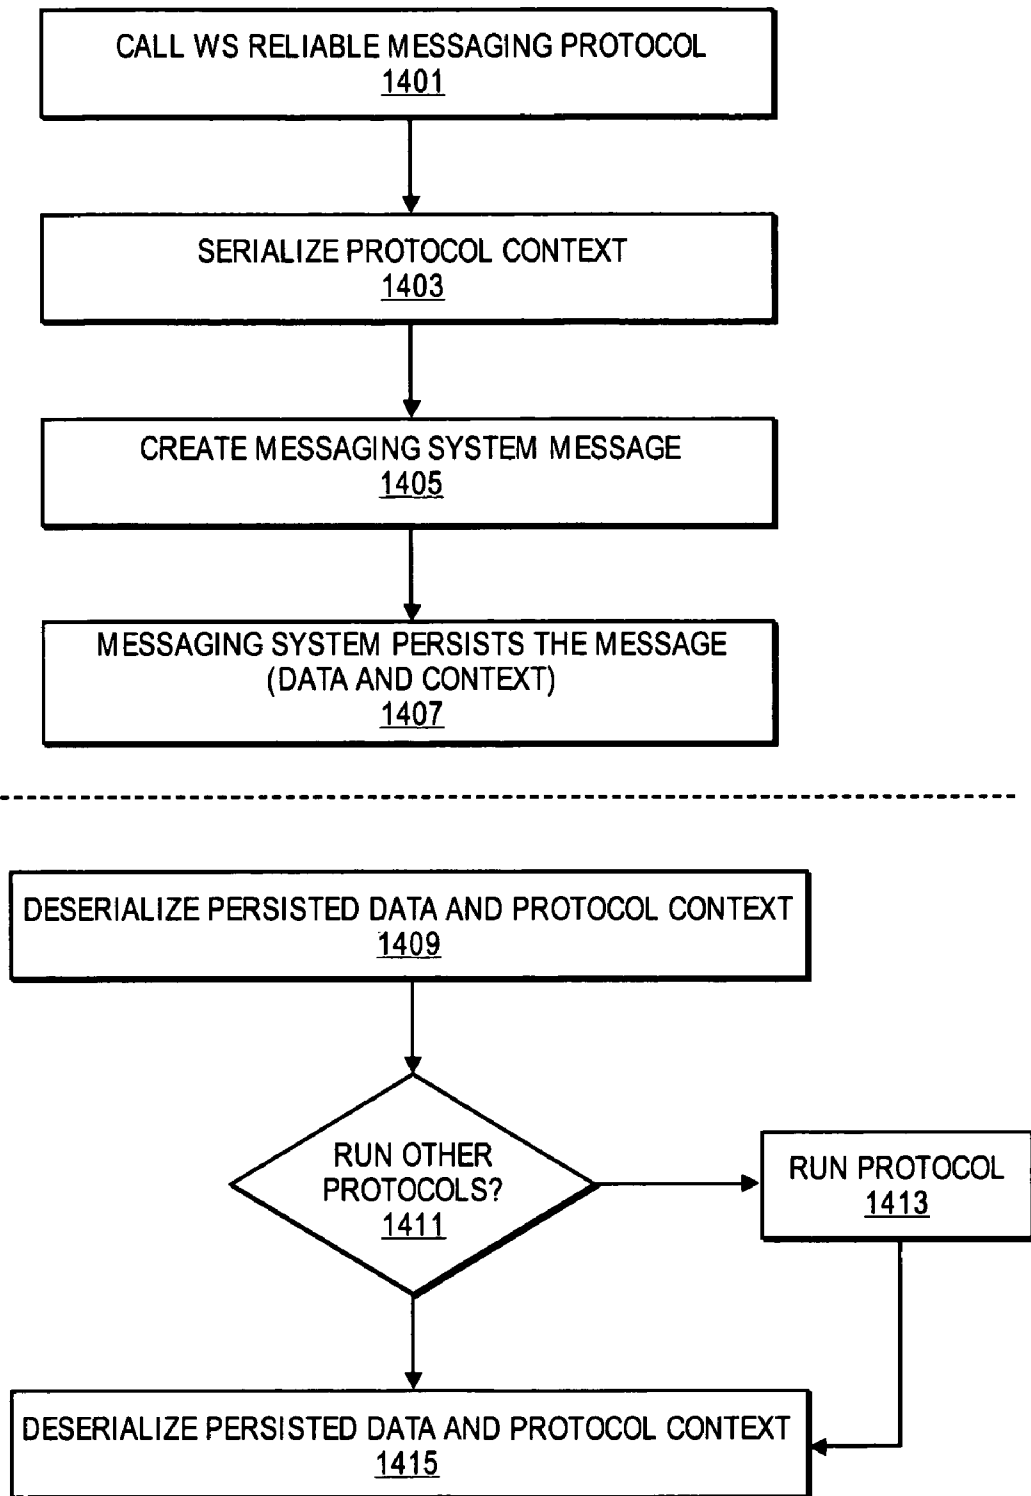 CALL WS RELIABLE MESSAGING PROTOCOL
1401
SERIALIZE PROTOCOL CONTEXT
1403
CREATE MESSAGING SYSTEM MESSAGE
1405
MESSAGING SYSTEM PERSISTS THE MESSAGE
(DATA AND CONTEXT)
1407
DESERIALIZE PERSISTED DATA AND PROTOCOL CONTEXT
1409
RUN OTHER
PROTOCOLS?
1411
RUN PROTOCOL
1413
DESERIALIZE PERSISTED DATA AND PROTOCOL CONTEXT
1415